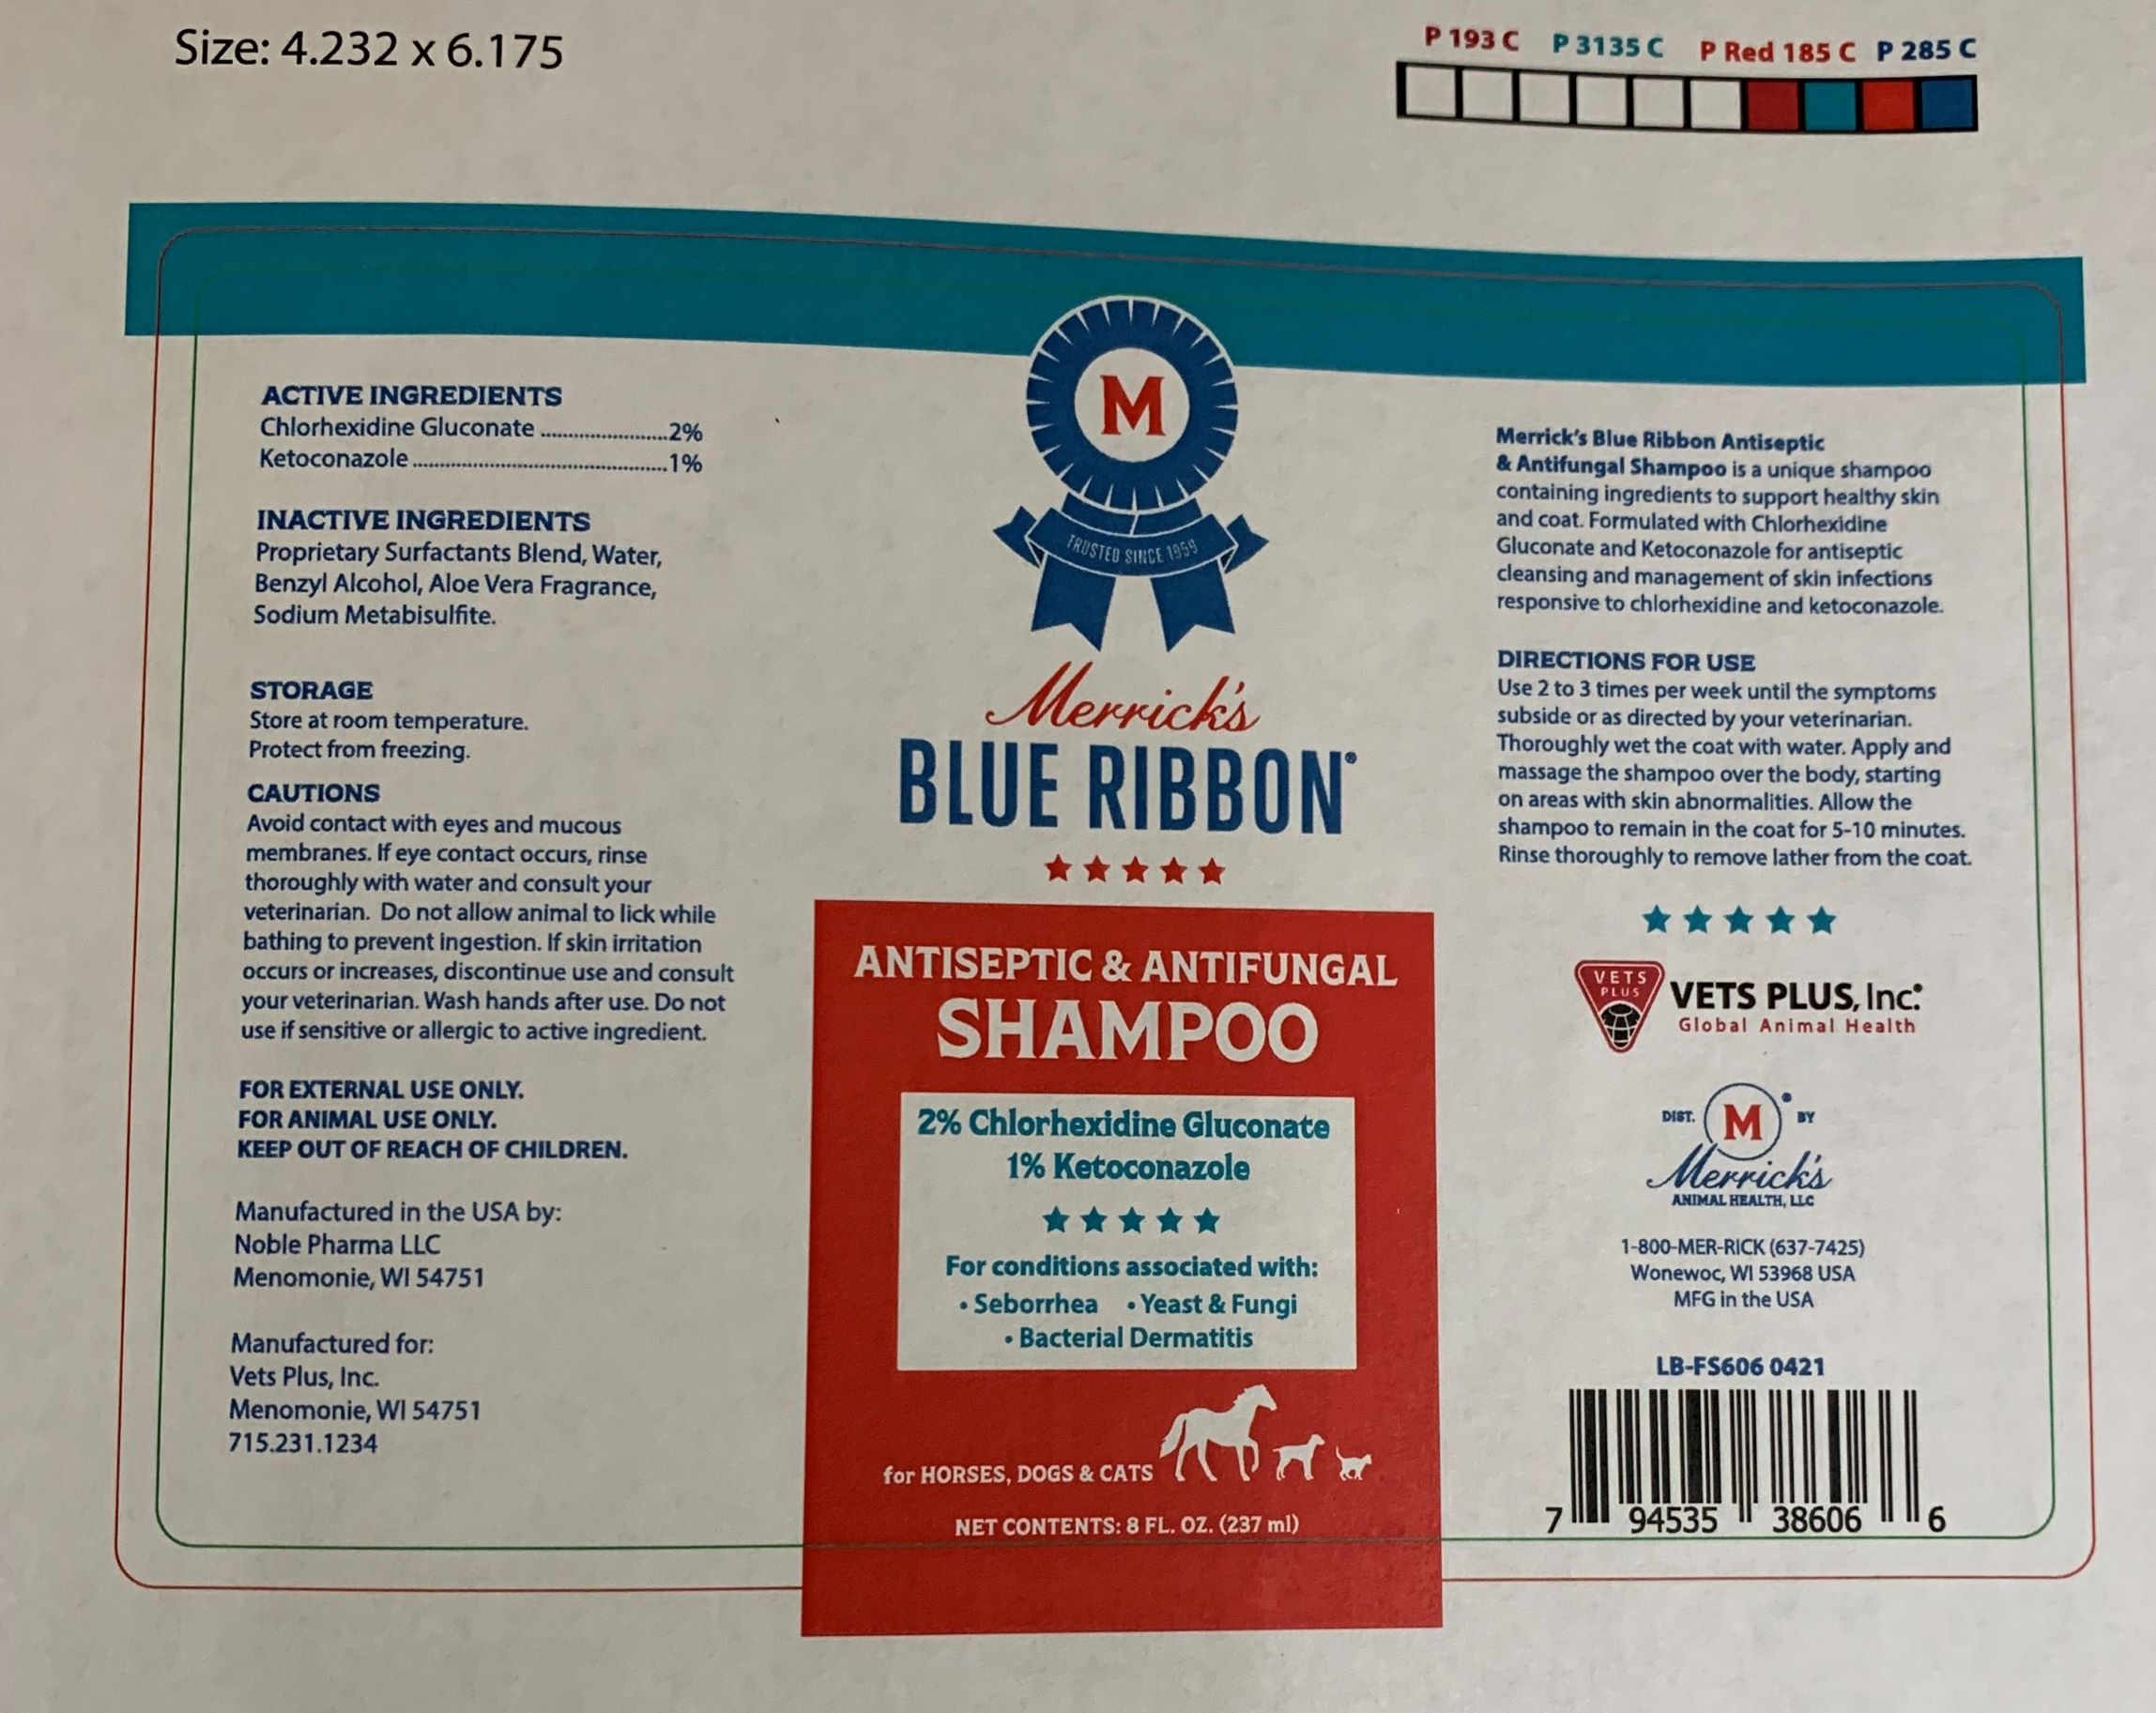 Size: 4.232 x 6.175
P 193 C P 3135 C P Red 185 C P 285 C
ACTIVE INGREDIENTS
Chlorhexidine Gluconate ........................2%
Ketoconazole ................................................1%
INACTIVE INGREDIENTS
Proprietary Surfactants Blend, Water,
Benzyl Alcohol, Aloe Vera Fragrance,
Sodium Metabisulfite.
STORAGE
Store at room temperature.
Protect from freezing.
CAUTIONS
Avoid contact with eyes and mucous
membranes. If eye contact occurs, rinse
thoroughly with water and consult your
veterinarian. Do not allow animal to lick while
bathing to prevent ingestion. If skin irritation
occurs or increases, discontinue use and consult
your veterinarian. Wash hands after use. Do not
use if sensitive or allergic to active ingredient.
FOR EXTERNAL USE ONLY.
FOR ANIMAL USE ONLY.
KEEP OUT OF REACH OF CHILDREN.
Manufactured in the USA by:
Noble Pharma LLC
Menomonie, WI 54751
Manufactured for:
Vets Plus, Inc.
Menomonie, WI 54751
715.231.1234
M
TRUSTED SINCE 1959
Merrick's
BLUE RIBBON®
ANTISEPTIC & ANTIFUNGAL
SHAMPOO
2% Chlorhexidine Gluconate
1% Ketoconazole
For conditions associated with:
• Seborrhea • Yeast & Fungi
• Bacterial Dermatitis
for HORSES, DOGS & CATS
NET CONTENTS: 8 FL. OZ. (237 ml)
Merrick's Blue Ribbon Antiseptic
& Antifungal Shampoo is a unique shampoo
containing ingredients to support healthy skin
and coat. Formulated with Chlorhexidine
Gluconate and Ketoconazole for antiseptic
cleansing and management of skin infections
responsive to chlorhexidine and ketoconazole.
DIRECTIONS FOR USE
Use 2 to 3 times per week until the symptoms
subside or as directed by your veterinarian.
Thoroughly wet the coat with water. Apply and
massage the shampoo over the body, starting
on areas with skin abnormalities. Allow the
shampoo to remain in the coat for 5-10 minutes.
Rinse thoroughly to remove lather from the coat.
VETS
PLUS
VETS PLUS, Inc.®
Global Animal Health
DIST. M® BY
Merrick's
ANIMAL HEALTH, LLC
1-800-MER-RICK (637-7425)
Wonewoc, WI 53968 USA
MFG in the USA
LB-FS606 0421
7 94535 38606 6